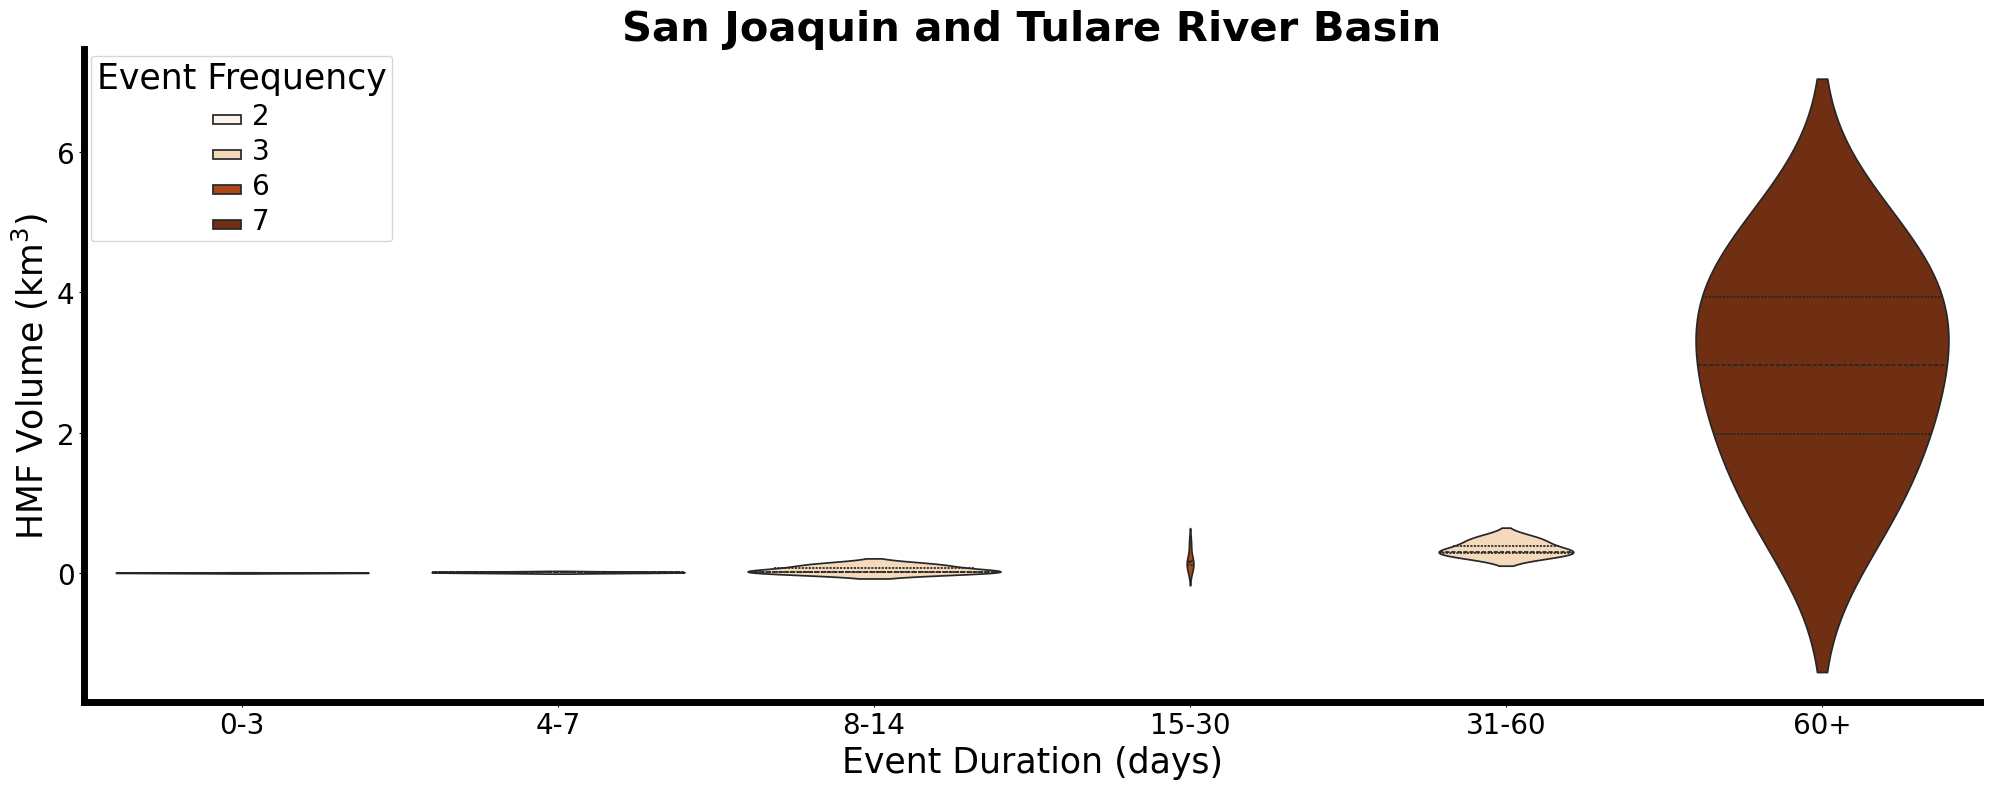 San Joaquin and Tulare River Basin
Event Frequency
2
3
6
7
HMF Volume (km³)
6
4
2
0
0-3 4-7 8-14 15-30 31-60 60+
Event Duration (days)